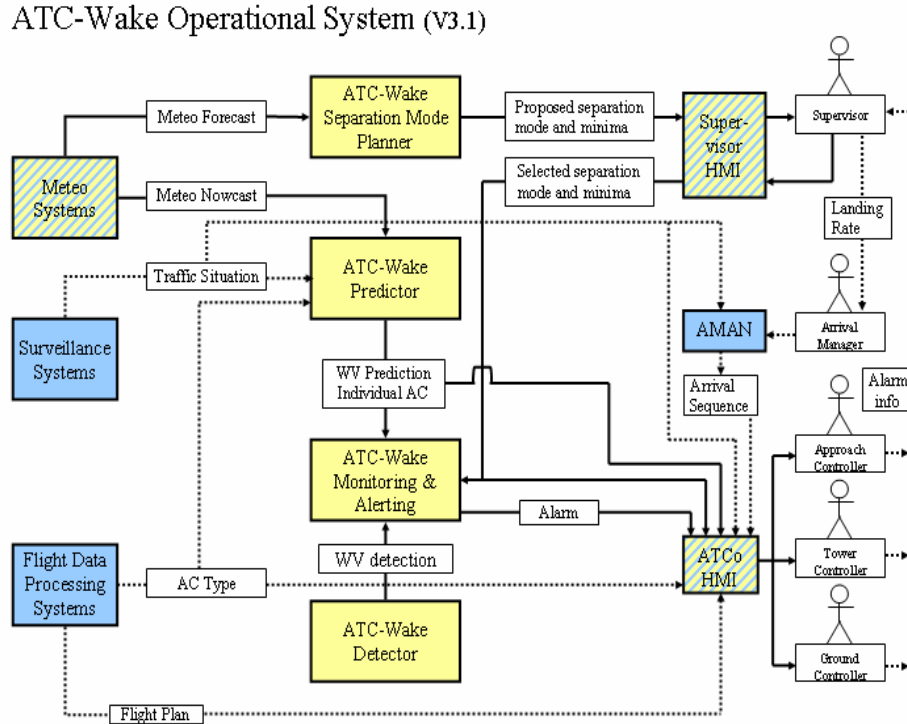 ATC-Wake Operational System (V3.1)
Meteo Forecast
ATC-Wake
Separation Mode
Planner
Proposed separation
mode and minima
Super-
visor
HMI
Supervisor
Meteo
Systems
Selected separation
mode and minima
Meteo Nowcast
Landing
Rate
Traffic Situation
ATC-Wake
Predictor
Surveillance
Systems
AMAN
Arrival
Manager
WV Prediction
Individual AC
Arrival
Sequence
Alarm
info
Approach
Controller
ATC-Wake
Monitoring &
Alerting
Alarm
Flight Data
Processing
Systems
WV detection
AC Type
ATCo
HMI
Tower
Controller
ATC-Wake
Detector
Ground
Controller
Flight Plan